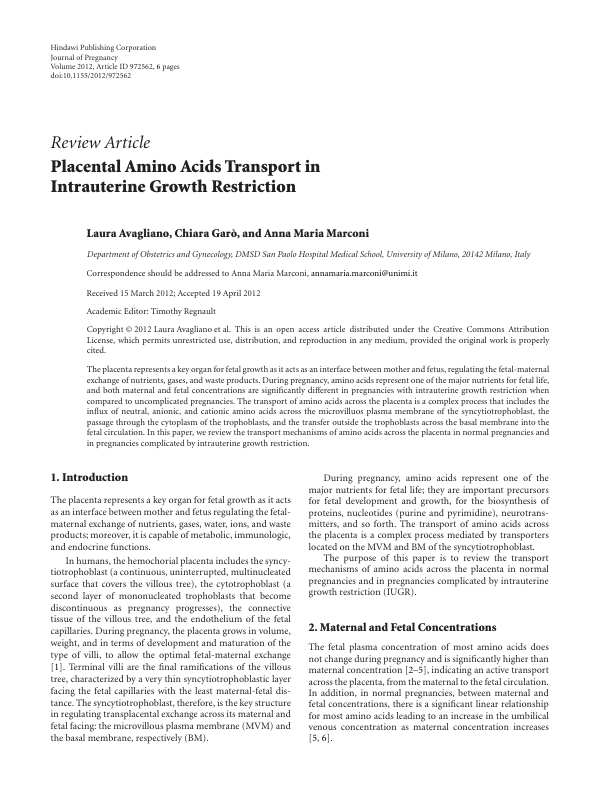 Hindawi Publishing Corporation
Journal of Pregnancy
Volume 2012, Article ID 972562, 6 pages
doi:10.1155/2012/972562
Review Article
Placental Amino Acids Transport in
Intrauterine Growth Restriction
Laura Avagliano, Chiara Garò, and Anna Maria Marconi
Department of Obstetrics and Gynecology, DMSD San Paolo Hospital Medical School, University of Milano, 20142 Milano, Italy
Correspondence should be addressed to Anna Maria Marconi, annamaria.marconi@unimi.it
Received 15 March 2012; Accepted 19 April 2012
Academic Editor: Timothy Regnault
Copyright © 2012 Laura Avagliano et al. This is an open access article distributed under the Creative Commons Attribution
License, which permits unrestricted use, distribution, and reproduction in any medium, provided the original work is properly
cited.
The placenta represents a key organ for fetal growth as it acts as an interface between mother and fetus, regulating the fetal-maternal
exchange of nutrients, gases, and waste products. During pregnancy, amino acids represent one of the major nutrients for fetal life,
and both maternal and fetal concentrations are significantly different in pregnancies with intrauterine growth restriction when
compared to uncomplicated pregnancies. The transport of amino acids across the placenta is a complex process that includes the
influx of neutral, anionic, and cationic amino acids across the microvilluos plasma membrane of the syncytiotrophoblast, the
passage through the cytoplasm of the trophoblasts, and the transfer outside the trophoblasts across the basal membrane into the
fetal circulation. In this paper, we review the transport mechanisms of amino acids across the placenta in normal pregnancies and
in pregnancies complicated by intrauterine growth restriction.
1. Introduction
The placenta represents a key organ for fetal growth as it acts
as an interface between mother and fetus regulating the fetal-
maternal exchange of nutrients, gases, water, ions, and waste
products; moreover, it is capable of metabolic, immunologic,
and endocrine functions.
In humans, the hemochorial placenta includes the syncy-
tiotrophoblast (a continuous, uninterrupted, multinucleated
surface that covers the villous tree), the cytotrophoblast (a
second layer of mononucleated trophoblasts that become
discontinuous as pregnancy progresses), the connective
tissue of the villous tree, and the endothelium of the fetal
capillaries. During pregnancy, the placenta grows in volume,
weight, and in terms of development and maturation of the
type of villi, to allow the optimal fetal-maternal exchange
[1]. Terminal villi are the final ramifications of the villous
tree, characterized by a very thin syncytiotrophoblastic layer
facing the fetal capillaries with the least maternal-fetal dis-
tance. The syncytiotrophoblast, therefore, is the key structure
in regulating transplacental exchange across its maternal and
fetal facing: the microvillous plasma membrane (MVM) and
the basal membrane, respectively (BM).
During pregnancy, amino acids represent one of the
major nutrients for fetal life; they are important precursors
for fetal development and growth, for the biosynthesis of
proteins, nucleotides (purine and pyrimidine), neurotrans-
mitters, and so forth. The transport of amino acids across
the placenta is a complex process mediated by transporters
located on the MVM and BM of the syncytiotrophoblast.
The purpose of this paper is to review the transport
mechanisms of amino acids across the placenta in normal
pregnancies and in pregnancies complicated by intrauterine
growth restriction (IUGR).
2. Maternal and Fetal Concentrations
The fetal plasma concentration of most amino acids does
not change during pregnancy and is significantly higher than
maternal concentration [2–5], indicating an active transport
across the placenta, from the maternal to the fetal circulation.
In addition, in normal pregnancies, between maternal and
fetal concentrations, there is a significant linear relationship
for most amino acids leading to an increase in the umbilical
venous concentration as maternal concentration increases
[5, 6].